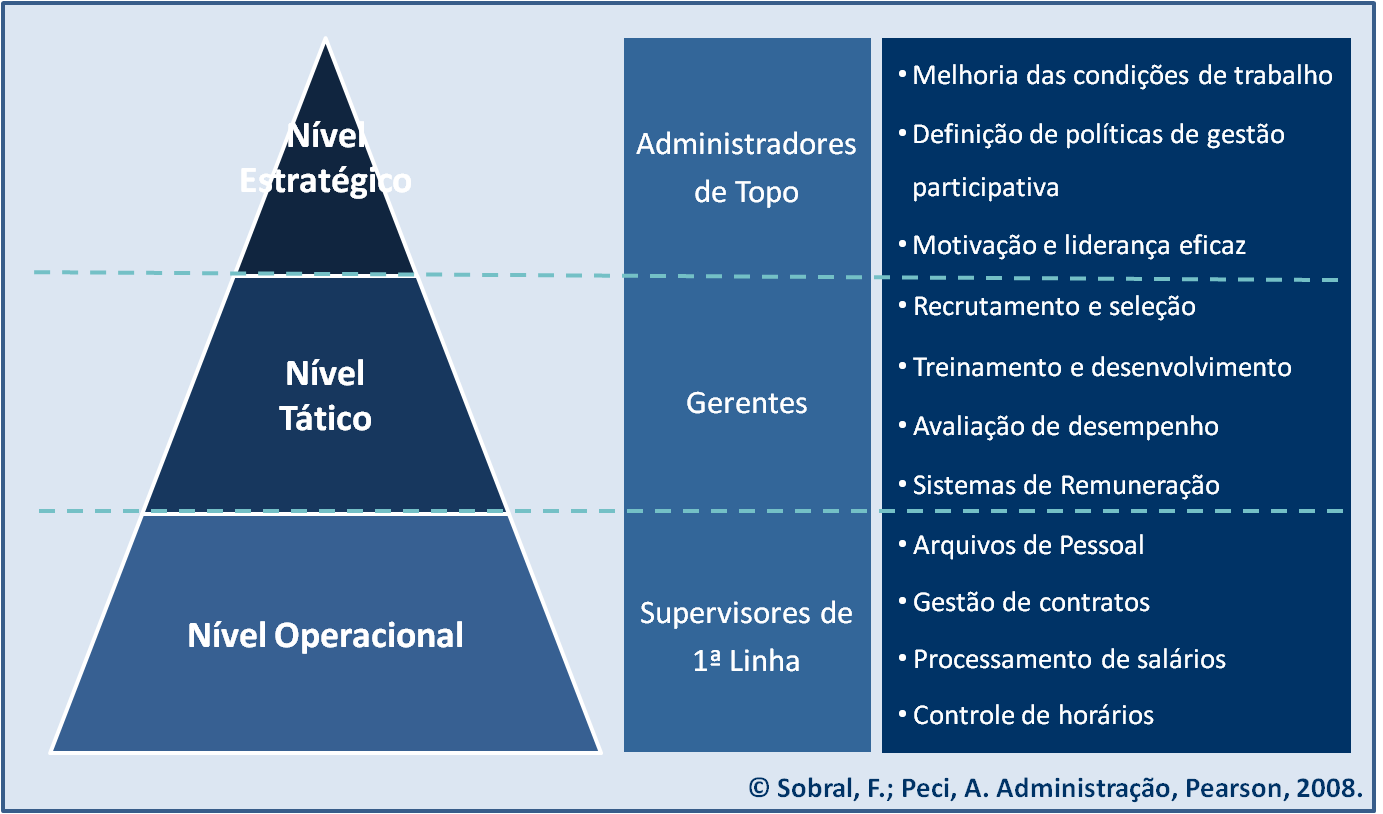 Nível
Estratégico
Administradores
de Topo
• Melhoria das condições de trabalho
• Definição de políticas de gestão
participativa
• Motivação e liderança eficaz
Nível
Tático
Gerentes
• Recrutamento e seleção
• Treinamento e desenvolvimento
• Avaliação de desempenho
• Sistemas de Remuneração
Nível Operacional
Supervisores de
1ª Linha
• Arquivos de Pessoal
• Gestão de contratos
• Processamento de salários
• Controle de horários
© Sobral, F.; Peci, A. Administração, Pearson, 2008.